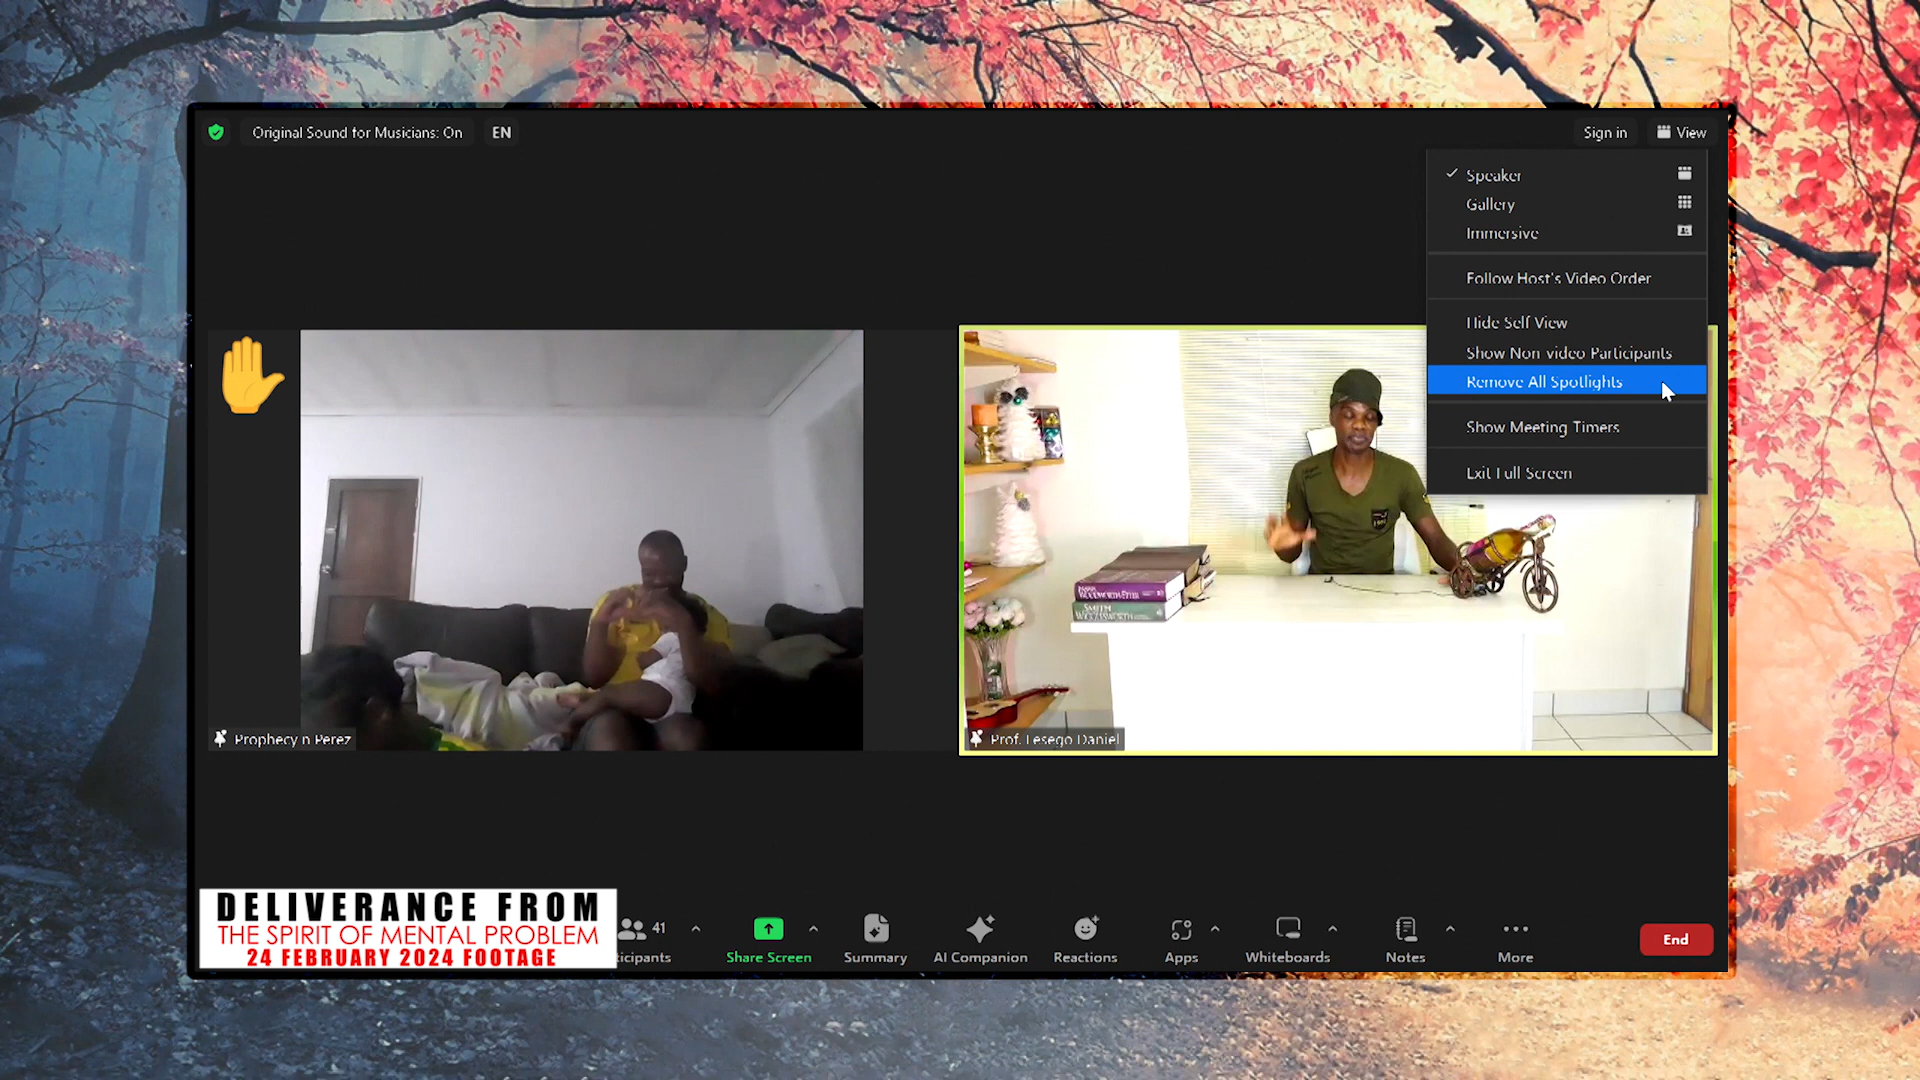 Original Sound for Musicians: On
EN
Sign in
View
Speaker
Gallery
Immersive
Follow Host's Video Order
Hide Self View
Show Non-video Participants
Remove All Spotlights
Show Meeting Timers
Exit Full Screen
SMITH
WIGGLESWORTH
Prophecy n Perez
Prof. Lesego Daniel
DELIVERANCE FROM
THE SPIRIT OF MENTAL PROBLEM
24 FEBRUARY 2024 FOOTAGE
41
ticipants
Share Screen
Summary
AI Companion
Reactions
Apps
Whiteboards
Notes
More
End